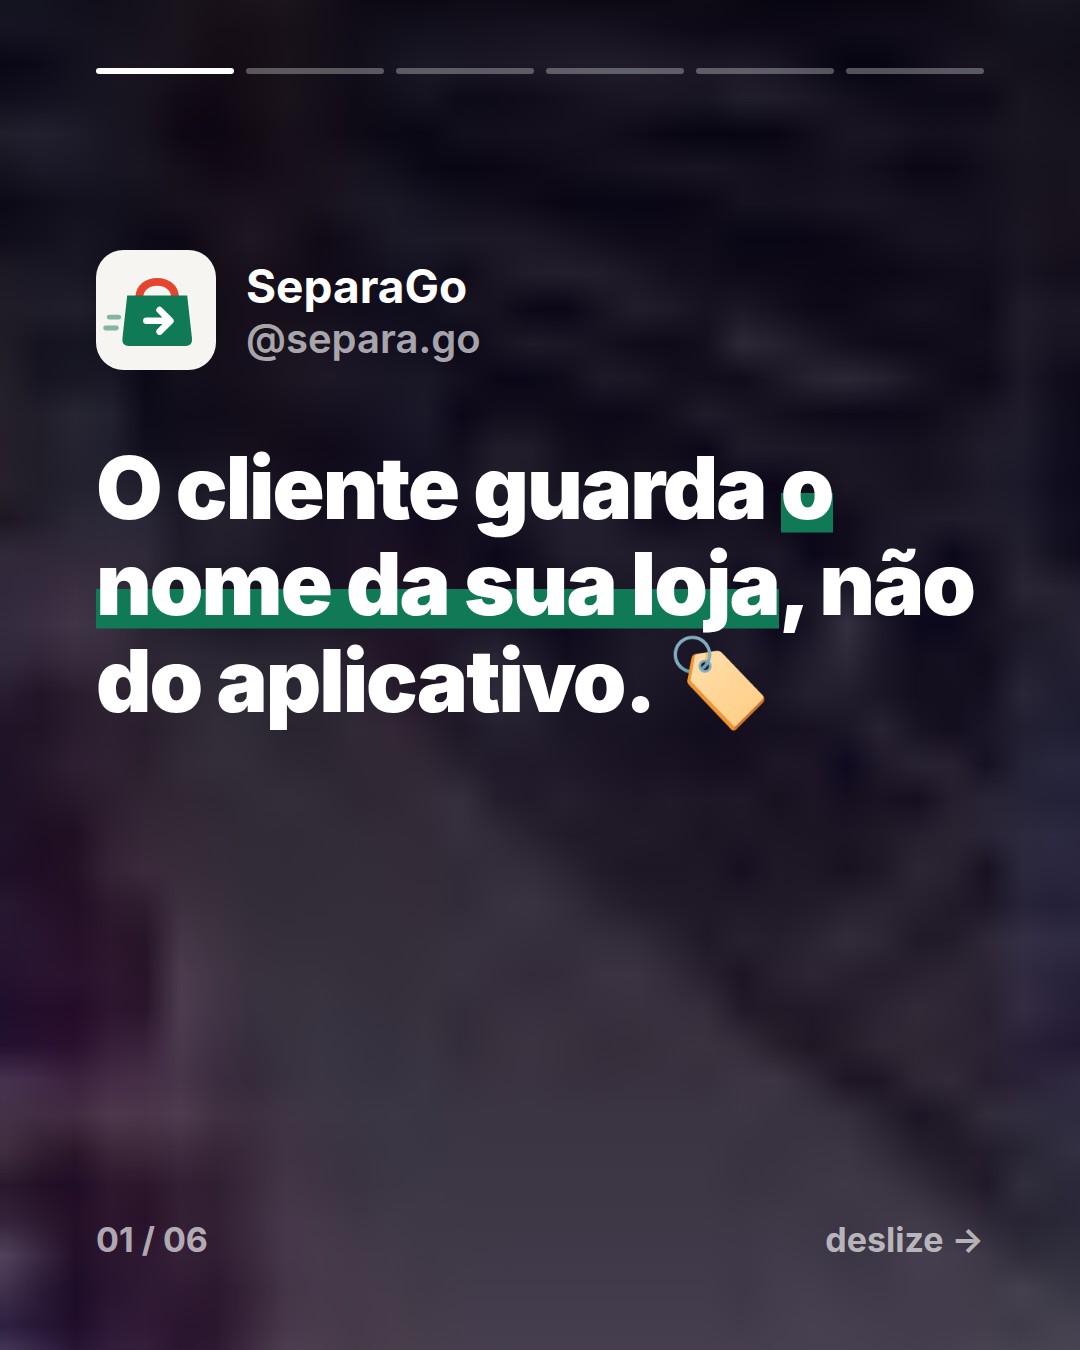 SeparaGo
@separa.go
O cliente guarda o
nome da sua loja, não
do aplicativo. 🏷️
01 / 06
deslize →